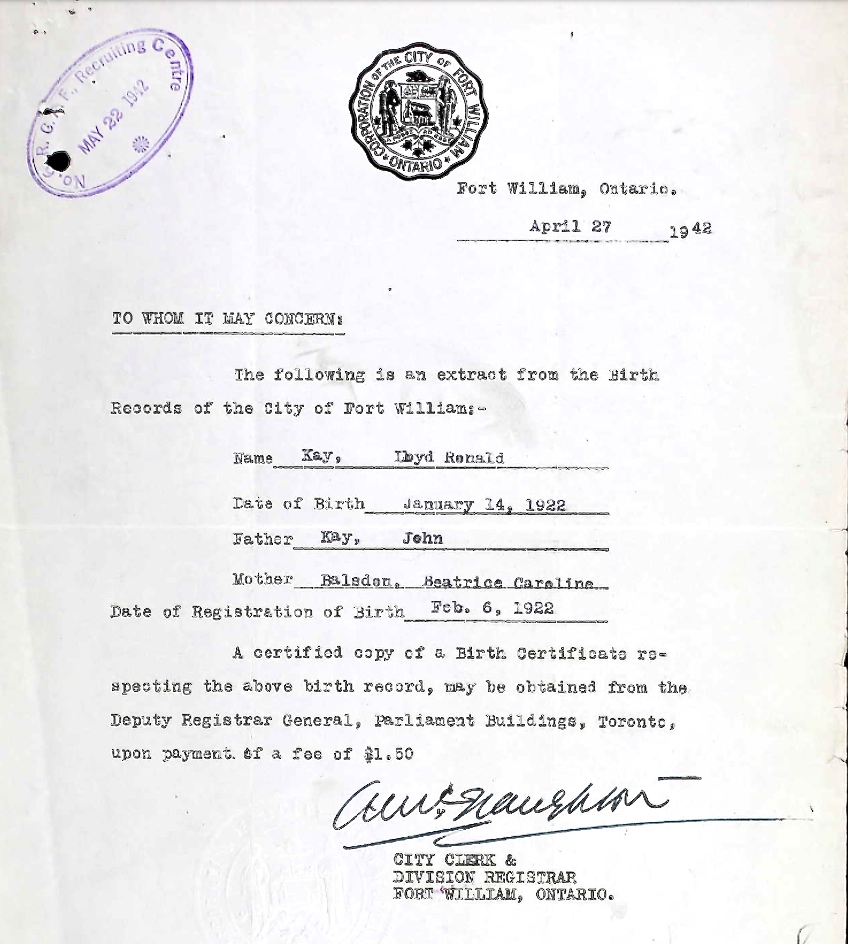 No. 6 R. C. A. F., Recruiting Centre
MAY 22 1942
CORPORATION OF THE CITY OF FORT WILLIAM
ONTARIO
Fort William, Ontario.
April 27 1942
TO WHOM IT MAY CONCERN:
The following is an extract from the Birth
Records of the City of Fort William:-
Name Kay, Lloyd Ronald
Date of Birth January 14, 1922
Father Kay, John
Mother Balsdon, Beatrice Caroline
Date of Registration of Birth Feb. 6, 1922
A certified copy of a Birth Certificate re-
specting the above birth record, may be obtained from the
Deputy Registrar General, Parliament Buildings, Toronto,
upon payment. of a fee of $1.50
CITY CLERK &
DIVISION REGISTRAR
FORT WILLIAM, ONTARIO.